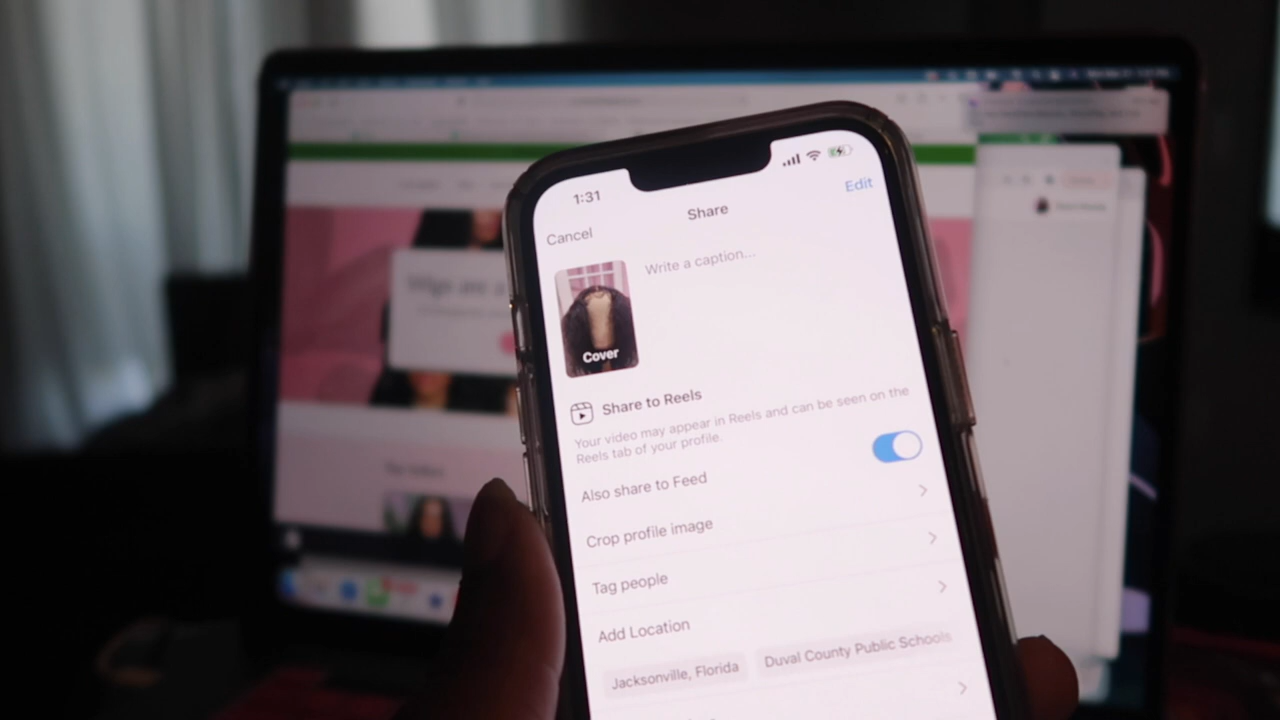 1:31
Edit
Share
Cancel
Write a caption...
Cover
Share to Reels
Your video may appear in Reels and can be seen on the
Reels tab of your profile.
Also share to Feed
Crop profile image
Tag people
Add Location
Jacksonville, Florida
Duval County Public Schools
Wigs are a